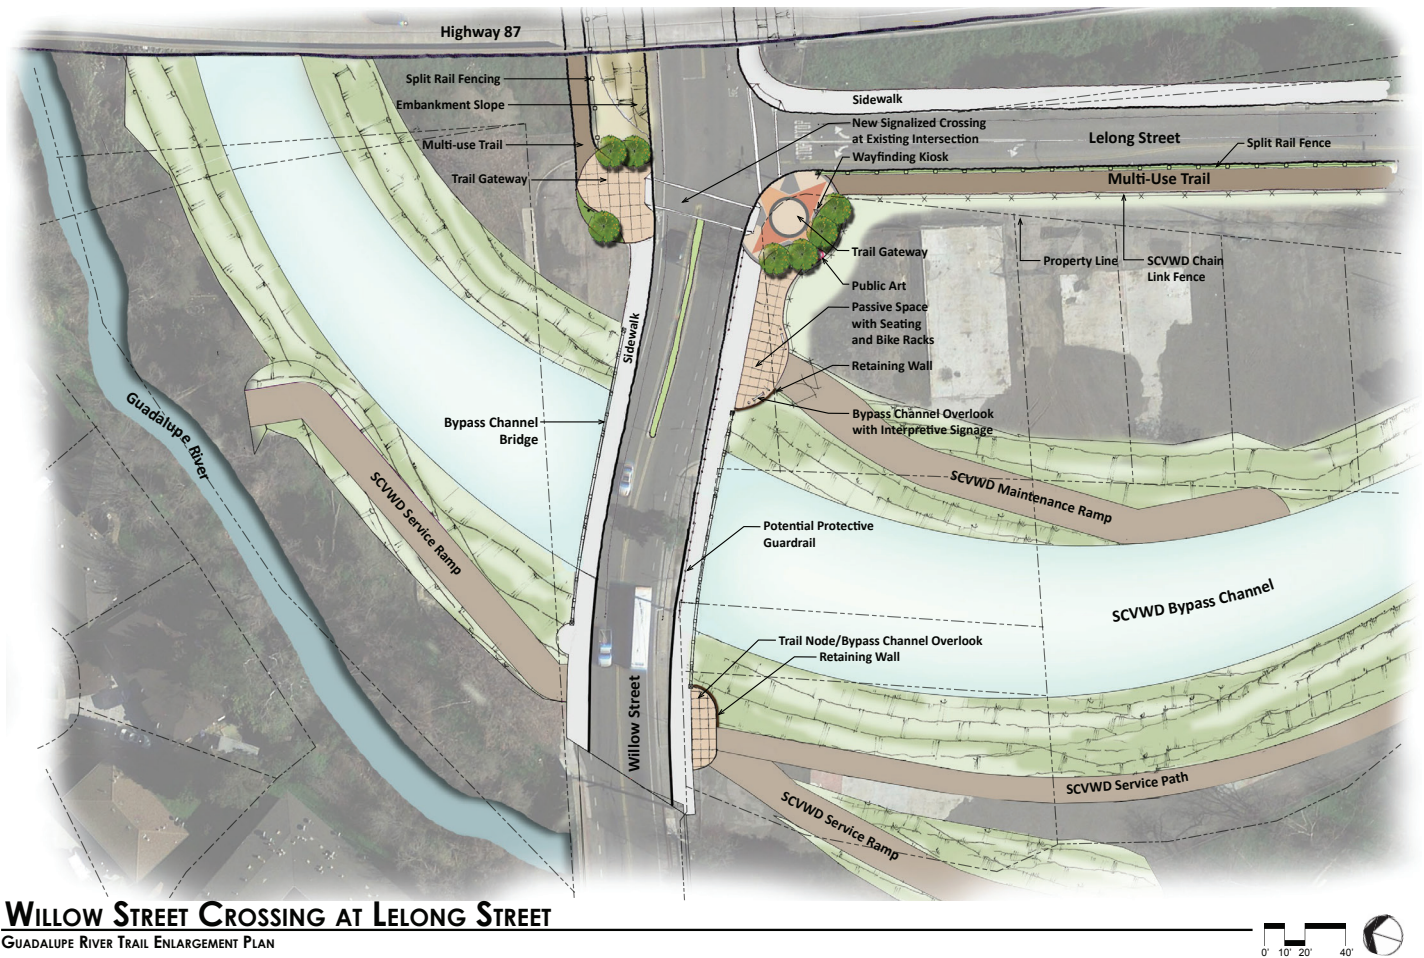 Highway 87
Split Rail Fencing
Embankment Slope
Multi-use Trail
Trail Gateway
Sidewalk
New Signalized Crossing
at Existing Intersection
Wayfinding Kiosk
STOP
STOP
Lelong Street
Split Rail Fence
Multi-Use Trail
Trail Gateway
Property Line
SCVWD Chain
Link Fence
Public Art
Passive Space
with Seating
and Bike Racks
Retaining Wall
Bypass Channel Overlook
with Interpretive Signage
Sidewalk
Bypass Channel
Bridge
Guadalupe River
SCVWD Service Ramp
SCVWD Maintenance Ramp
Potential Protective
Guardrail
SCVWD Bypass Channel
Trail Node/Bypass Channel Overlook
Retaining Wall
Willow Street
SCVWD Service Path
SCVWD Service Ramp
Willow Street Crossing at Lelong Street
Guadalupe River Trail Enlargement Plan
0' 10' 20' 40'